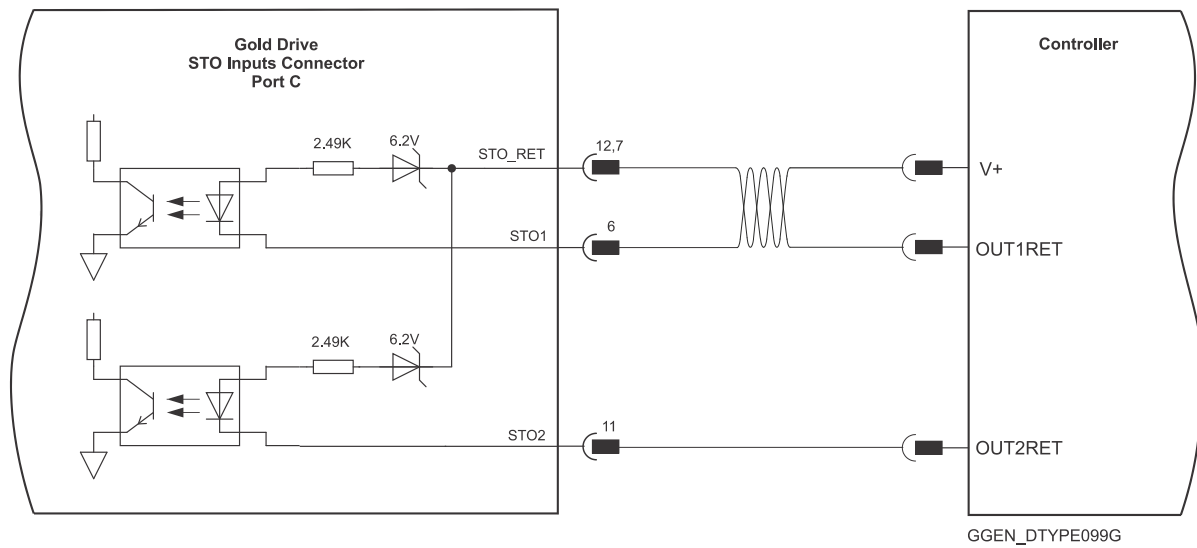 Gold Drive
STO Inputs Connector
Port C
Controller
2.49K
6.2V
STO_RET
12,7
V+
STO1
6
OUT1RET
2.49K
6.2V
STO2
11
OUT2RET
GGEN_DTYPE099G